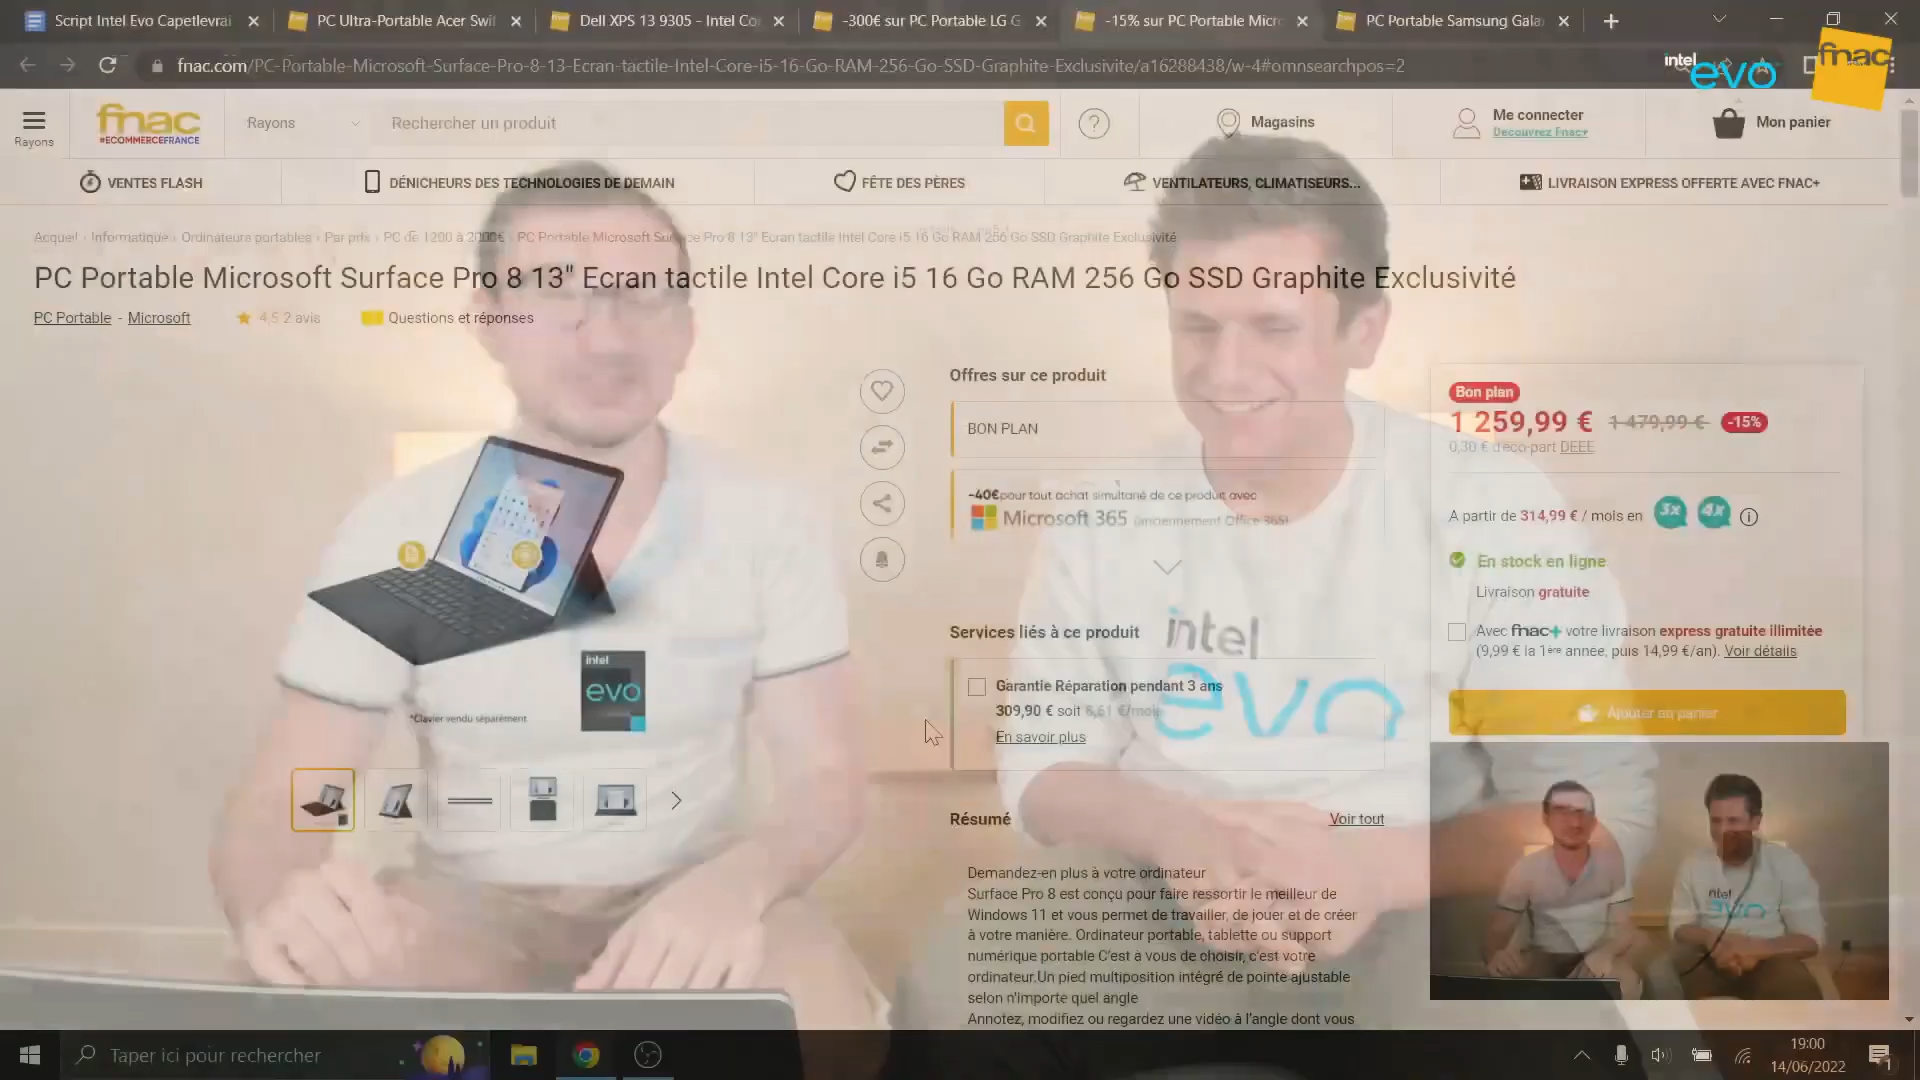 Script Intel Evo Capetlevrai
PC Ultra-Portable Acer Swif
Dell XPS 13 9305 – Intel Co
-300€ sur PC Portable LG G
-15% sur PC Portable Micro
PC Portable Samsung Gala
fnac.com/PC-Portable-Microsoft-Surface-Pro-8-13-Ecran-tactile-Intel-Core-i5-16-Go-RAM-256-Go-SSD-Graphite-Exclusivite/a16288438/w-4#omnsearchpos=2
intel evo
fnac
Rayons
fnac
#ECOMMERCEFRANCE
Rayons
Rechercher un produit
?
Magasins
Me connecter
Découvrez Fnac+
Mon panier
VENTES FLASH
DÉNICHEURS DES TECHNOLOGIES DE DEMAIN
FÊTE DES PÈRES
VENTILATEURS, CLIMATISEURS...
LIVRAISON EXPRESS OFFERTE AVEC FNAC+
Accueil › Informatique › Ordinateurs portables › Par prix › PC de 1200 à 2000€ › PC Portable Microsoft Surface Pro 8 13" Ecran tactile Intel Core i5 16 Go RAM 256 Go SSD Graphite Exclusivité
PC Portable Microsoft Surface Pro 8 13" Ecran tactile Intel Core i5 16 Go RAM 256 Go SSD Graphite Exclusivité
PC Portable - Microsoft
4,5 2 avis
Questions et réponses
Offres sur ce produit
BON PLAN
-40€ pour tout achat simultané de ce produit avec
Microsoft 365 (anciennement Office 365)
Bon plan
1 259,99 € 1 479,99 € -15%
0,30 € d'éco-part DEEE
A partir de 314,99 € / mois en 3x 4x
En stock en ligne
Livraison gratuite
Avec fnac+ votre livraison express gratuite illimitée
(9,99 € la 1ère année, puis 14,99 €/an). Voir détails
Ajouter au panier
intel
evo
*Clavier vendu séparément
intel
evo
Services liés à ce produit
Garantie Réparation pendant 3 ans
309,90 € soit 8,61 €/mois
En savoir plus
Résumé
Voir tout
Demandez-en plus à votre ordinateur
Surface Pro 8 est conçu pour faire ressortir le meilleur de
Windows 11 et vous permet de travailler, de jouer et de créer
à votre manière. Ordinateur portable, tablette ou support
numérique portable C'est à vous de choisir, c'est votre
ordinateur.Un pied multiposition intégré de pointe ajustable
selon n'importe quel angle
Annotez, modifiez ou regardez une vidéo à l'angle dont vous
intel
evo
Taper ici pour rechercher
19:00
14/06/2022
1